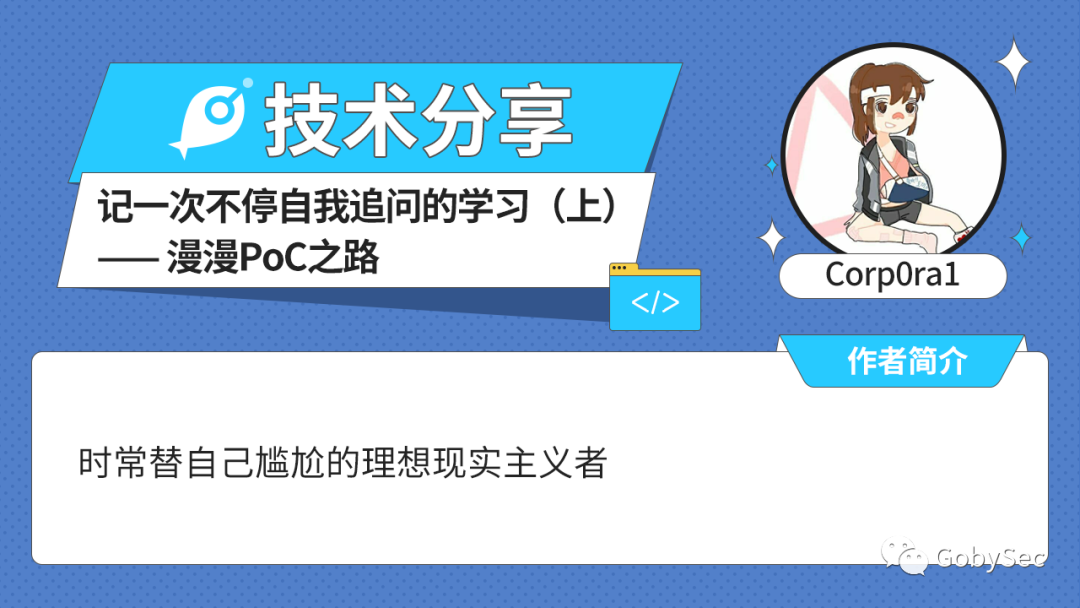 技术分享
记一次不停自我追问的学习（上）
—— 漫漫PoC之路
</>
Corp0ra1
作者简介
时常替自己尴尬的理想现实主义者
GobySec